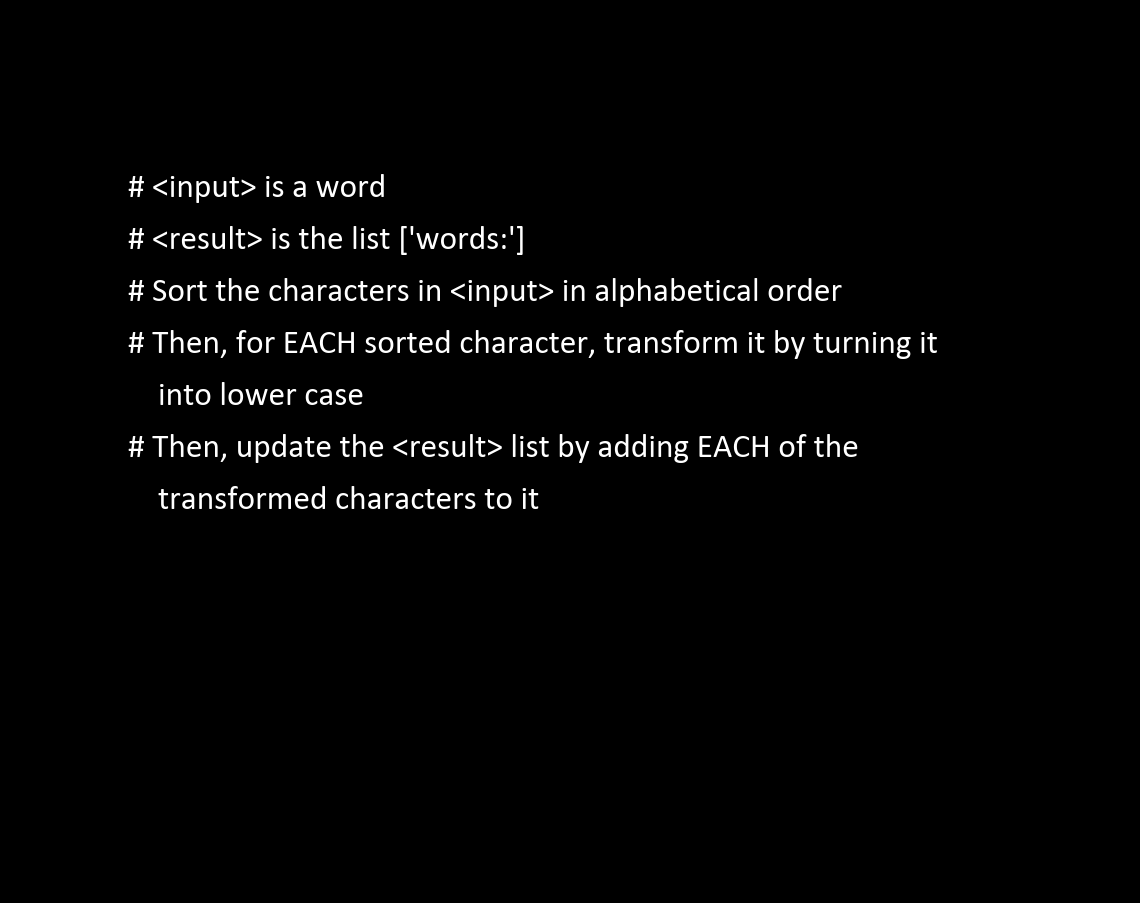 # <input> is a word
# <result> is the list ['words:']
# Sort the characters in <input> in alphabetical order
# Then, for EACH sorted character, transform it by turning it
into lower case
# Then, update the <result> list by adding EACH of the
transformed characters to it